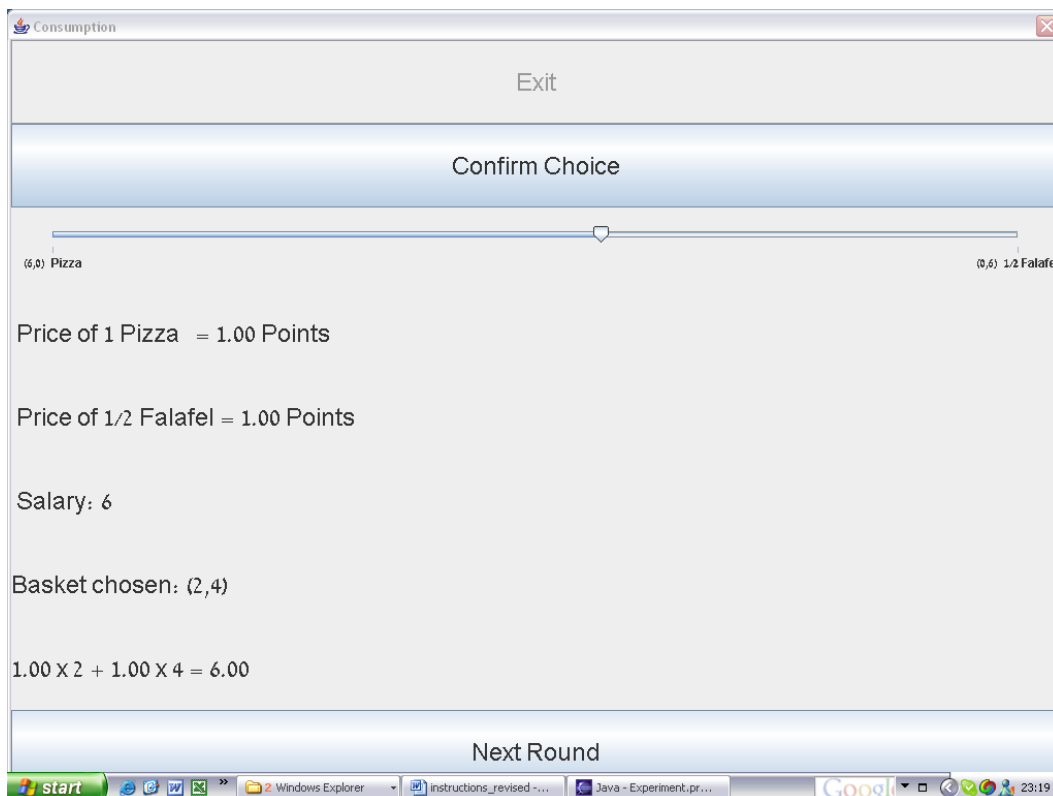 Consumption
Exit
Confirm Choice
(6,0) Pizza
(0,6) 1/2 Falafe
Price of 1 Pizza = 1.00 Points
Price of 1/2 Falafel = 1.00 Points
Salary: 6
Basket chosen: (2,4)
1.00 X 2 + 1.00 X 4 = 6.00
Next Round
start » 2 Windows Explorer instructions_revised -... Java - Experiment.pr... Googl 23:19